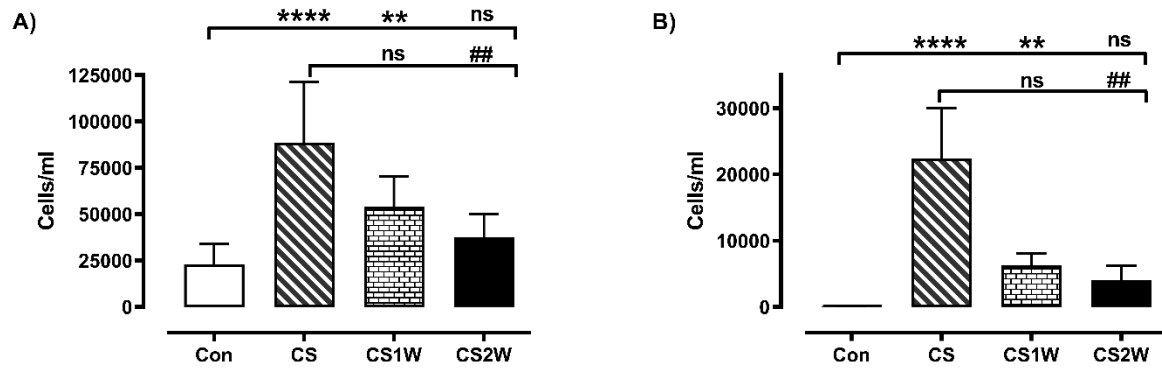 A)
**** ** ns
ns ##
Cells/ml
125000
100000
75000
50000
25000
0
Con CS CS1W CS2W
B)
**** ** ns
ns ##
Cells/ml
30000
20000
10000
0
Con CS CS1W CS2W